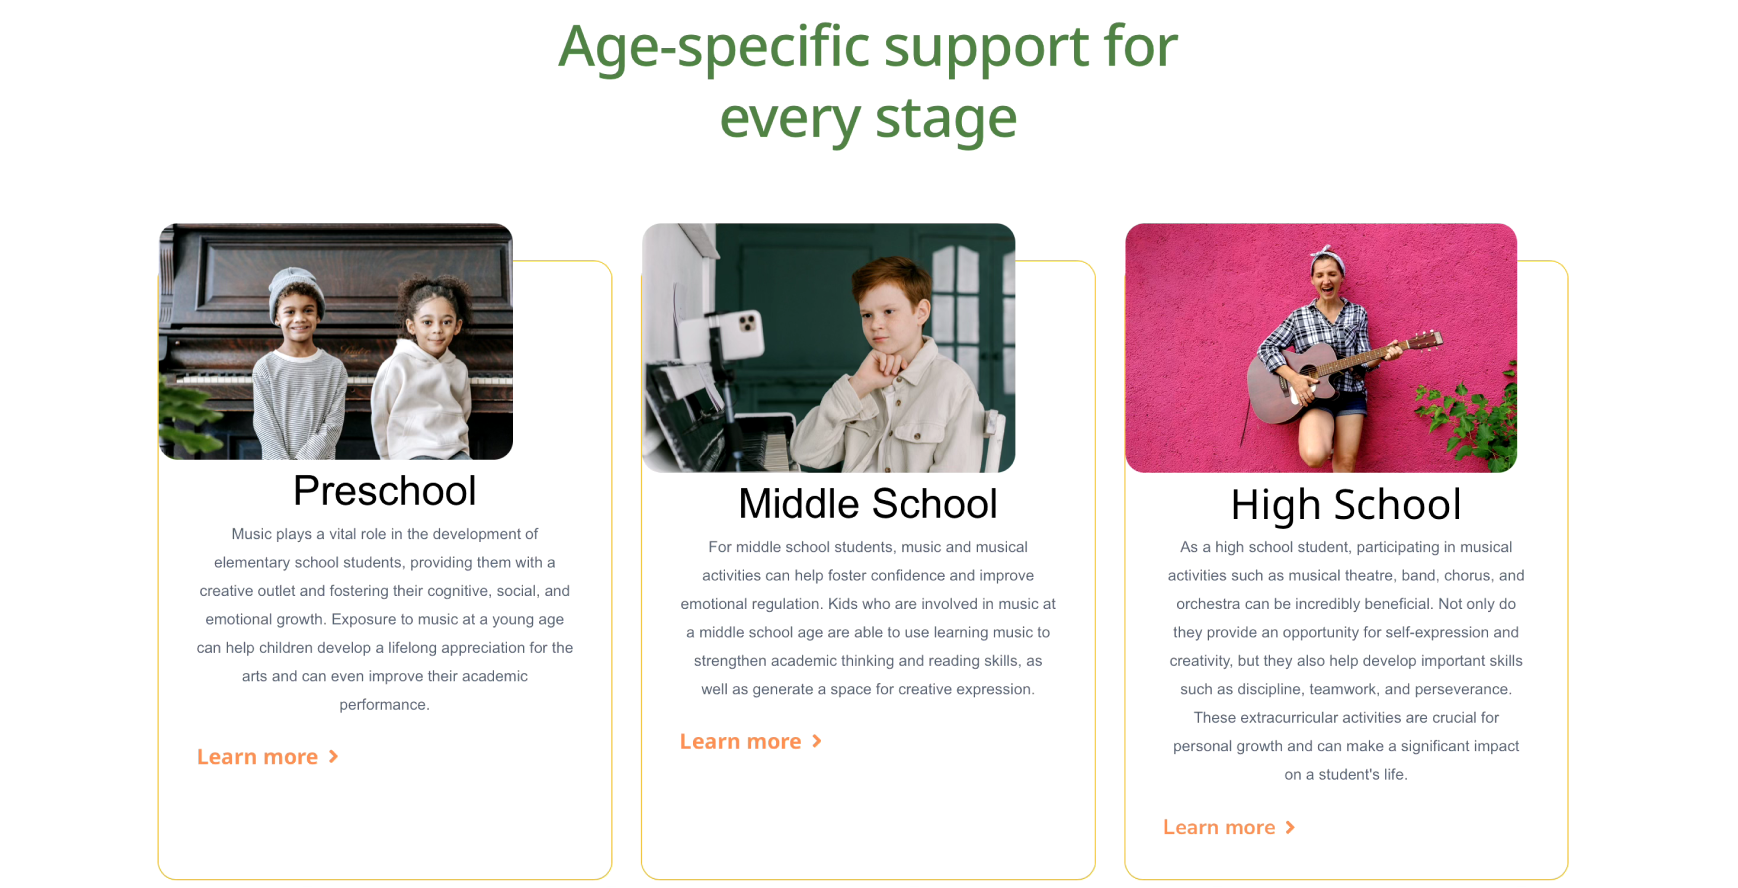 Age-specific support for
every stage
Preschool
Music plays a vital role in the development of
elementary school students, providing them with a
creative outlet and fostering their cognitive, social, and
emotional growth. Exposure to music at a young age
can help children develop a lifelong appreciation for the
arts and can even improve their academic
performance.
Learn more
Middle School
For middle school students, music and musical
activities can help foster confidence and improve
emotional regulation. Kids who are involved in music at
a middle school age are able to use learning music to
strengthen academic thinking and reading skills, as
well as generate a space for creative expression.
Learn more
High School
As a high school student, participating in musical
activities such as musical theatre, band, chorus, and
orchestra can be incredibly beneficial. Not only do
they provide an opportunity for self-expression and
creativity, but they also help develop important skills
such as discipline, teamwork, and perseverance.
These extracurricular activities are crucial for
personal growth and can make a significant impact
on a student's life.
Learn more